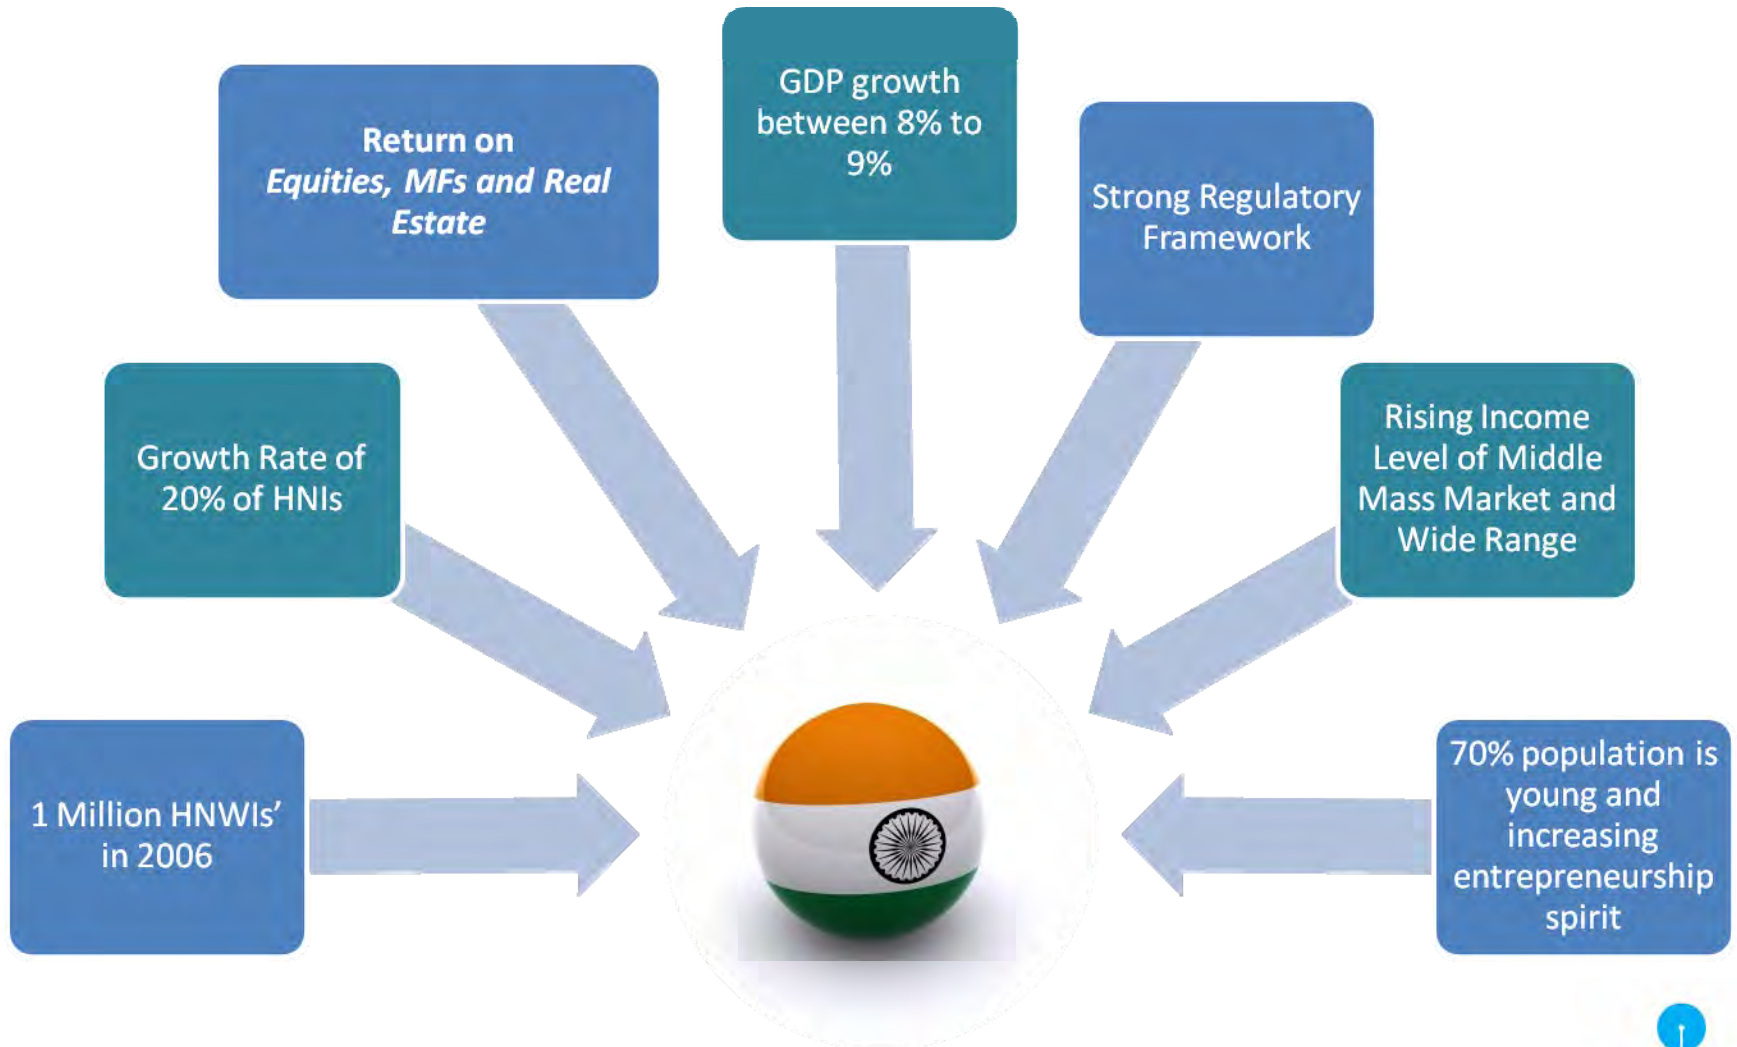 GDP growth
between 8% to
9%
Return on
Equities, MFs and Real
Estate
Strong Regulatory
Framework
Growth Rate of
20% of HNIs
Rising Income
Level of Middle
Mass Market and
Wide Range
1 Million HNWIs’
in 2006
70% population is
young and
increasing
entrepreneurship
spirit